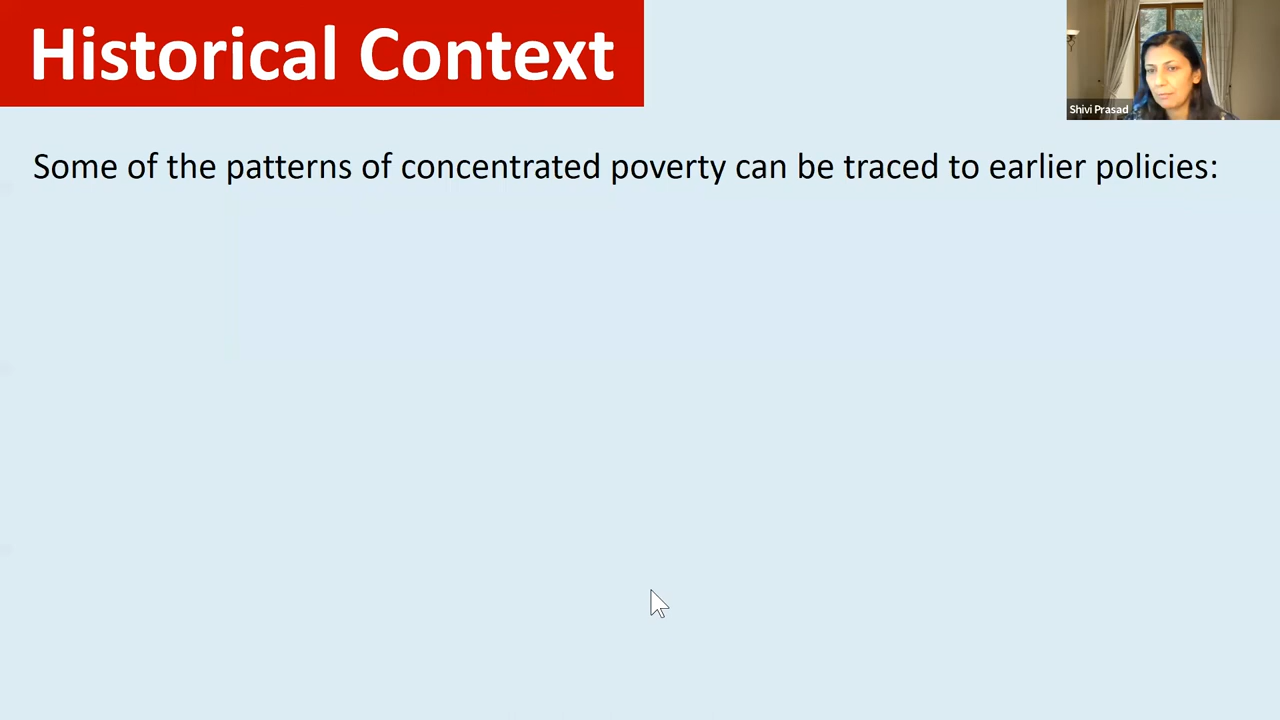 Historical Context
Shivi Prasad
Some of the patterns of concentrated poverty can be traced to earlier policies: